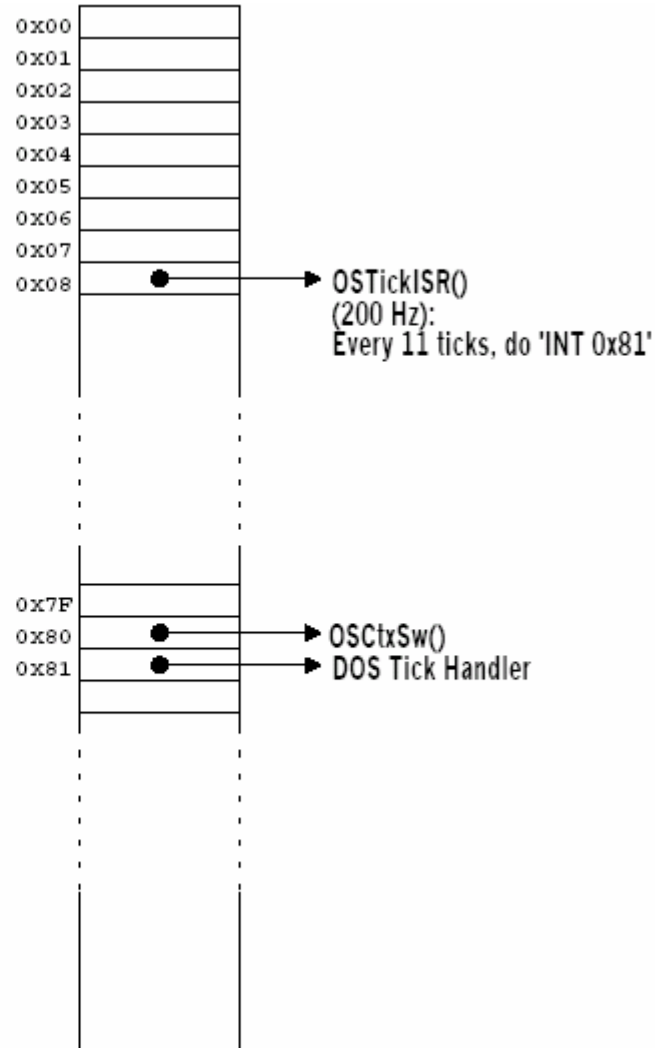 0x00
0x01
0x02
0x03
0x04
0x05
0x06
0x07
0x08
OSTickISR()
(200 Hz):
Every 11 ticks, do 'INT 0x81'
0x7F
0x80
OSCtxSw()
0x81
DOS Tick Handler